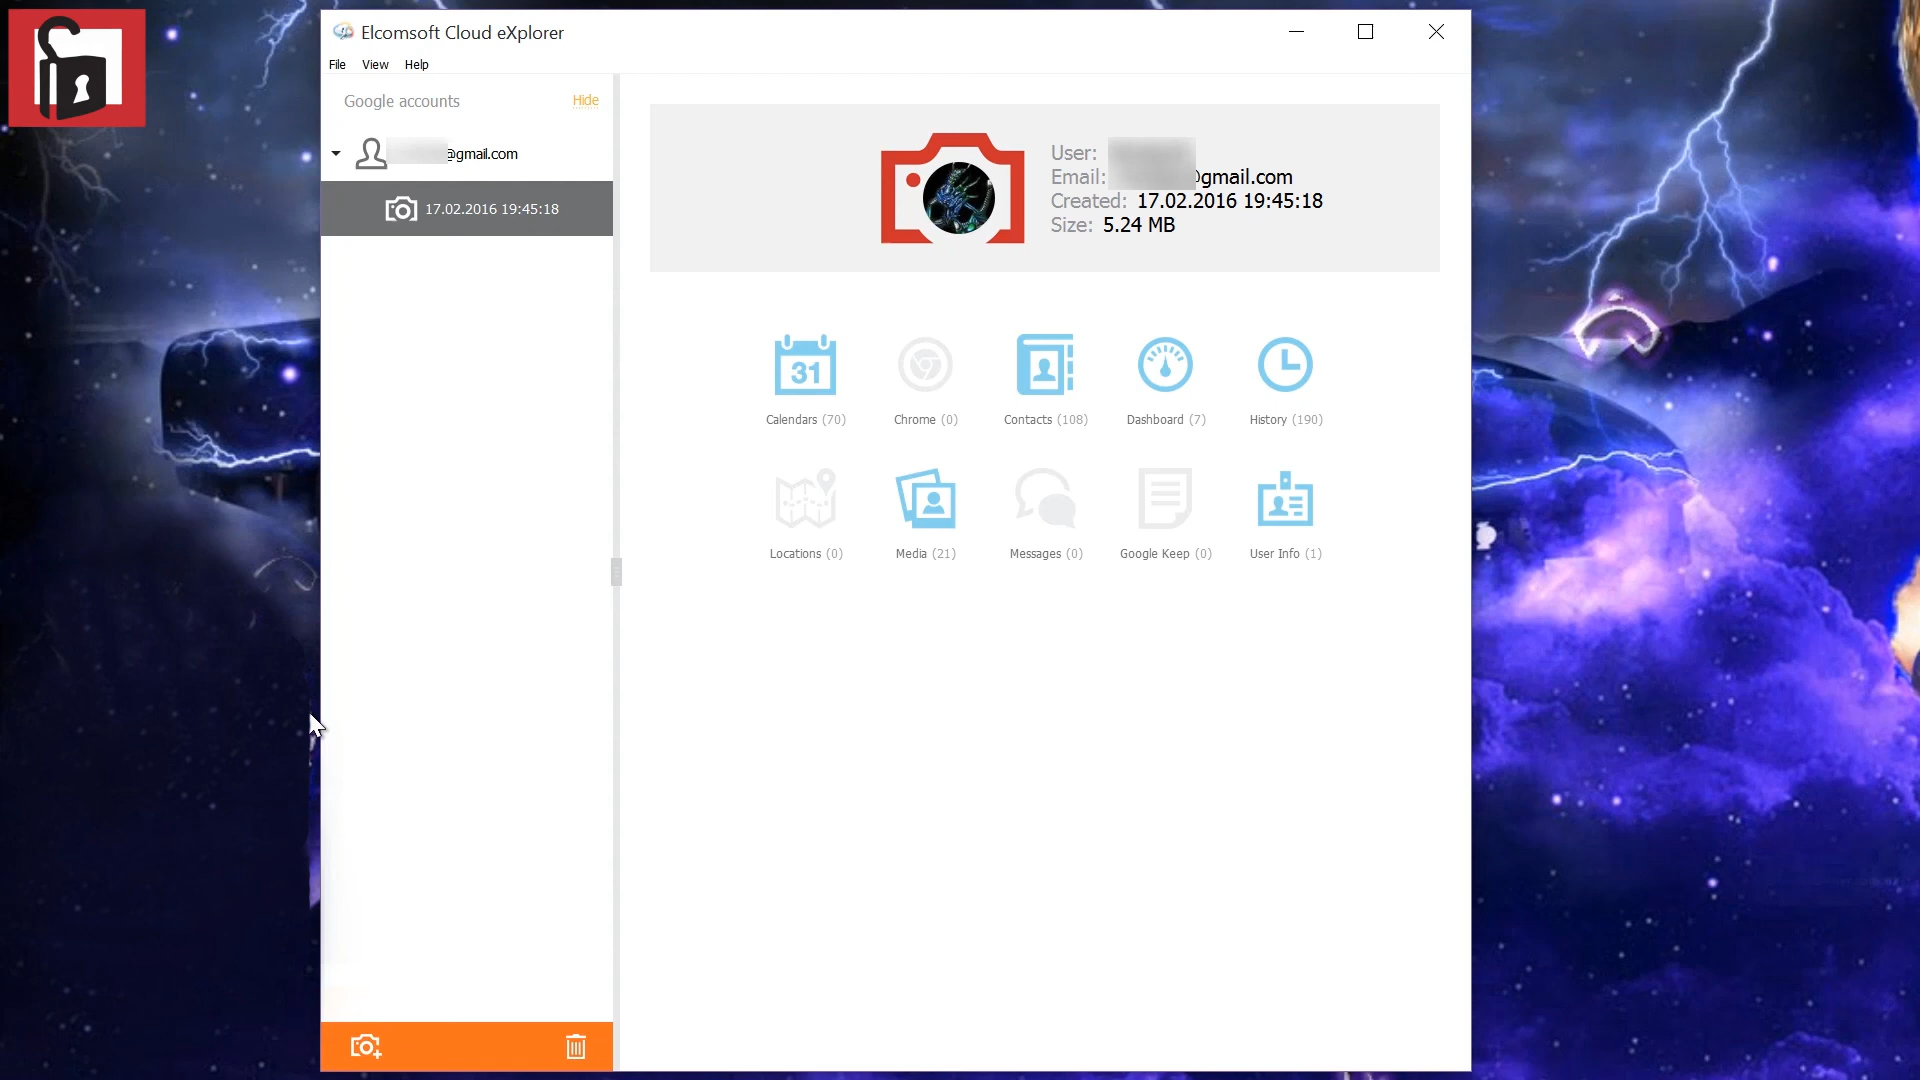 Elcomsoft Cloud eXplorer
File View Help
Google accounts Hide
@gmail.com
17.02.2016 19:45:18
User:
Email: @gmail.com
Created: 17.02.2016 19:45:18
Size: 5.24 MB
31
Calendars (70) Chrome (0) Contacts (108) Dashboard (7) History (190)
Locations (0) Media (21) Messages (0) Google Keep (0) User Info (1)